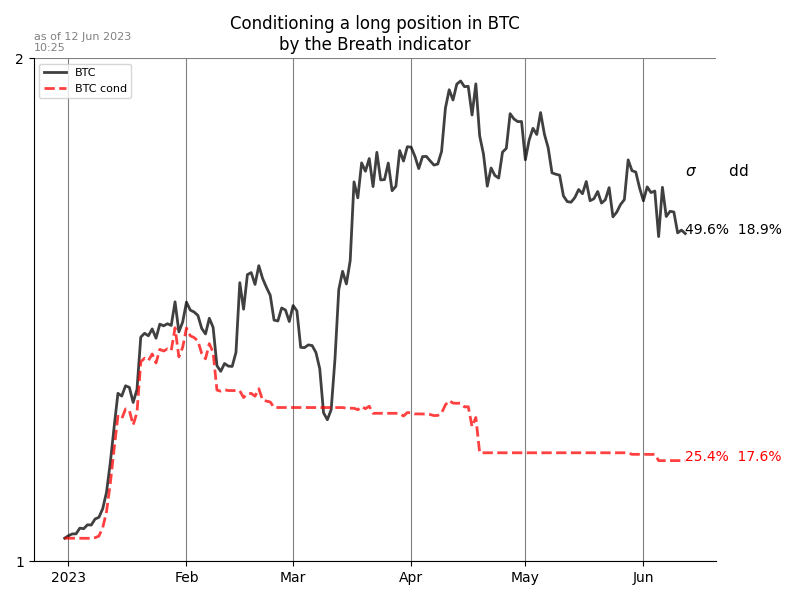 Conditioning a long position in BTC
by the Breath indicator
as of 12 Jun 2023
10:25
2
BTC
BTC cond
σ dd
49.6% 18.9%
25.4% 17.6%
1
2023 Feb Mar Apr May Jun